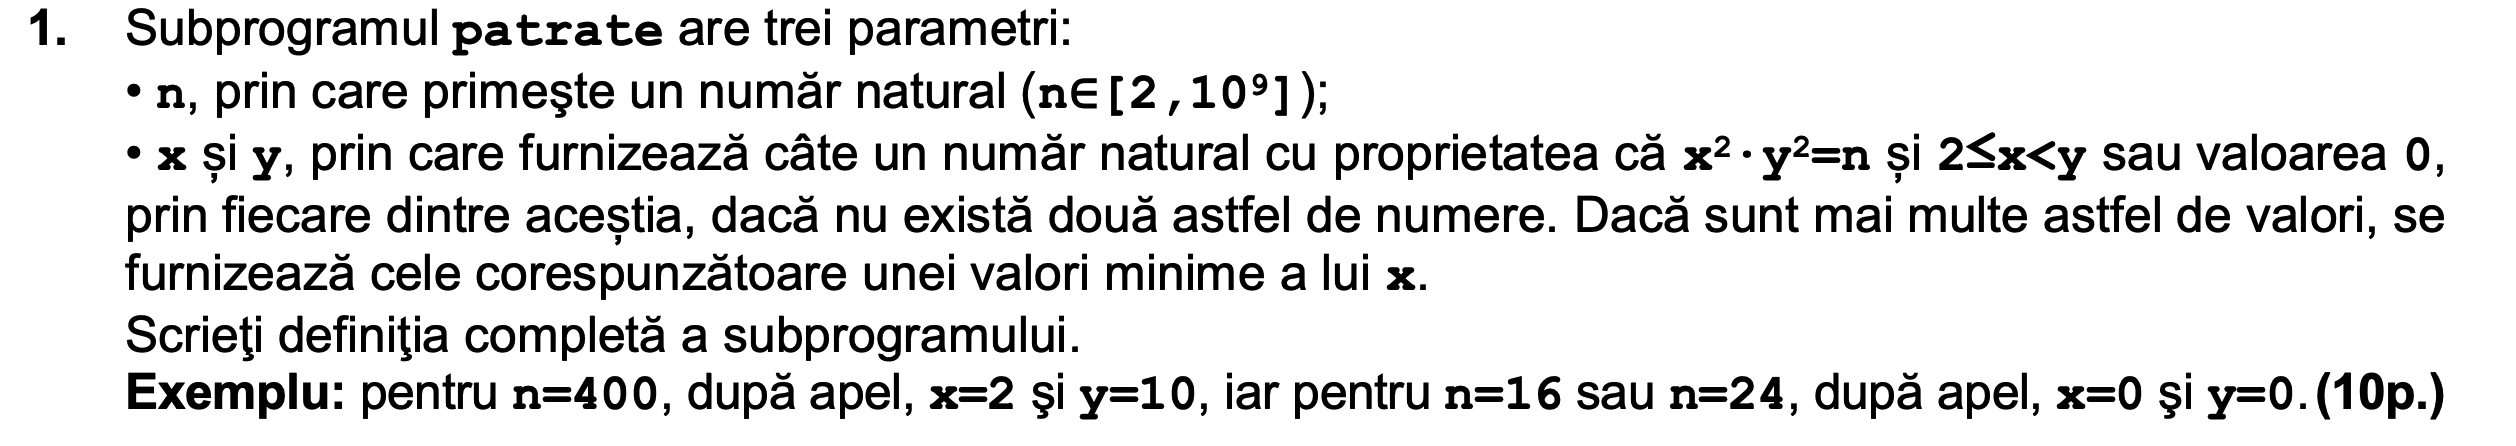 1. Subprogramul patrate are trei parametri:
• n, prin care primeşte un număr natural (n∈[2,10⁹]);
• x și y, prin care furnizează câte un număr natural cu proprietatea că x²·y²=n și 2≤x<y sau valoarea 0,
prin fiecare dintre aceștia, dacă nu există două astfel de numere. Dacă sunt mai multe astfel de valori, se
furnizează cele corespunzătoare unei valori minime a lui x.
Scrieţi definiţia completă a subprogramului.
Exemplu: pentru n=400, după apel, x=2 şi y=10, iar pentru n=16 sau n=24, după apel, x=0 şi y=0.(10p.)